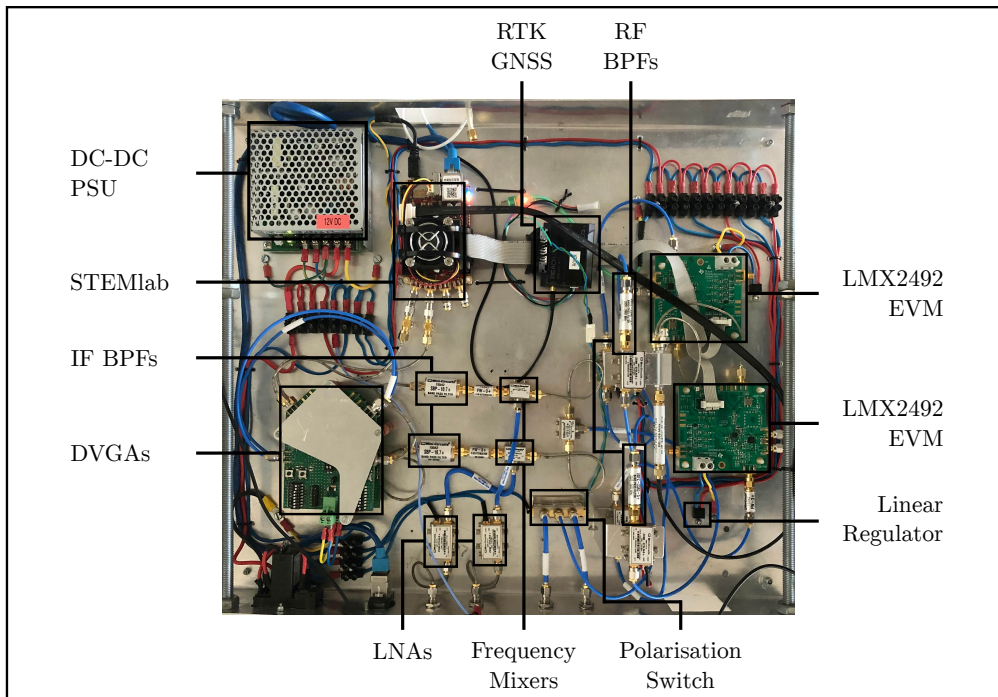 RTK
GNSS
RF
BPFs
DC-DC
PSU
12V DC
STEMlab
LMX2492
EVM
IF BPFs
LMX2492
EVM
DVGAs
Linear
Regulator
LNAs
Frequency
Mixers
Polarisation
Switch